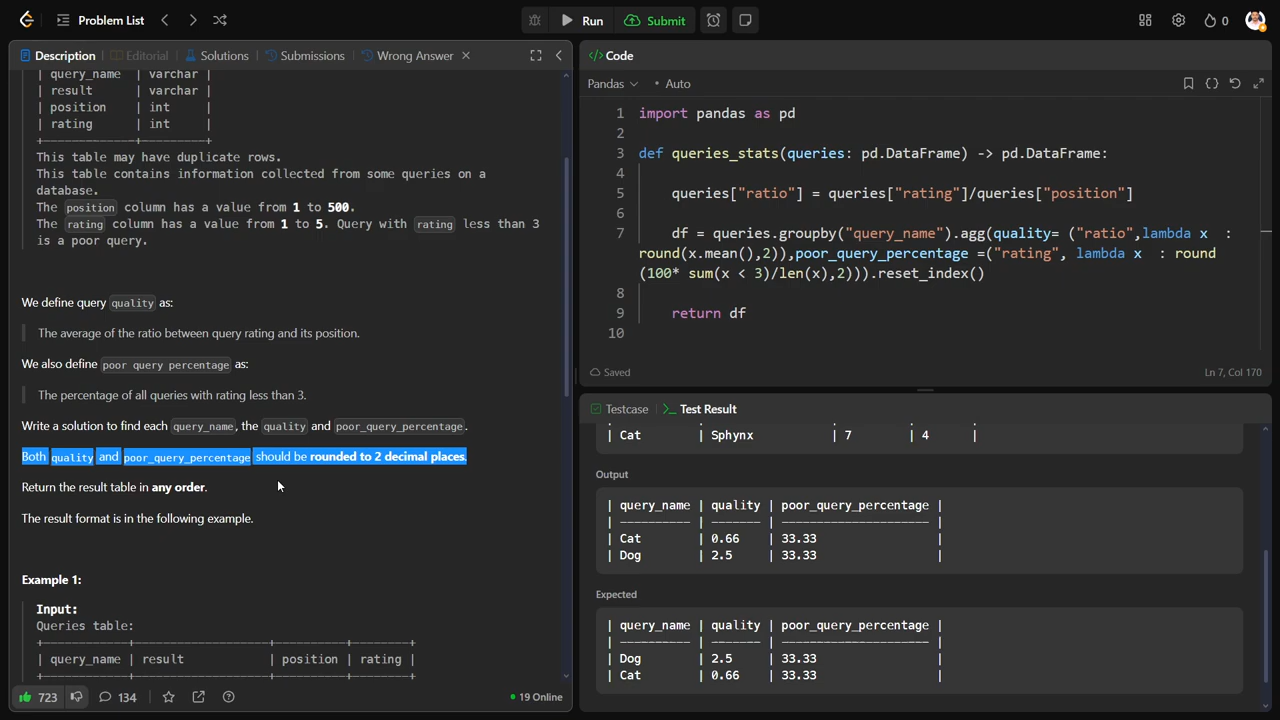 Problem List
Run
Submit
0
Description
Editorial
Solutions
Submissions
Wrong Answer
| query_name | varchar |
| result | varchar |
| position | int |
| rating | int |
+-------------+---------+
This table may have duplicate rows.
This table contains information collected from some queries on a
database.
The position column has a value from 1 to 500.
The rating column has a value from 1 to 5. Query with rating less than 3
is a poor query.
We define query quality as:
The average of the ratio between query rating and its position.
We also define poor query percentage as:
The percentage of all queries with rating less than 3.
Write a solution to find each query_name, the quality and poor_query_percentage.
Both quality and poor_query_percentage should be rounded to 2 decimal places.
Return the result table in any order.
The result format is in the following example.
Example 1:
Input:
Queries table:
+------------+-------------------+----------+--------+
| query_name | result | position | rating |
+------------+-------------------+----------+--------+
723
134
19 Online
</>Code
Pandas
• Auto
1 import pandas as pd
2
3 def queries_stats(queries: pd.DataFrame) -> pd.DataFrame:
4
5 queries["ratio"] = queries["rating"]/queries["position"]
6
7 df = queries.groupby("query_name").agg(quality= ("ratio",lambda x :
round(x.mean(),2)),poor_query_percentage =("rating", lambda x : round
(100* sum(x < 3)/len(x),2))).reset_index()
8
9 return df
10
Saved
Ln 7, Col 170
Testcase
Test Result
| Cat | Sphynx | 7 | 4 |
Output
| query_name | quality | poor_query_percentage |
| ---------- | ------- | --------------------- |
| Cat | 0.66 | 33.33 |
| Dog | 2.5 | 33.33 |
Expected
| query_name | quality | poor_query_percentage |
| ---------- | ------- | --------------------- |
| Dog | 2.5 | 33.33 |
| Cat | 0.66 | 33.33 |